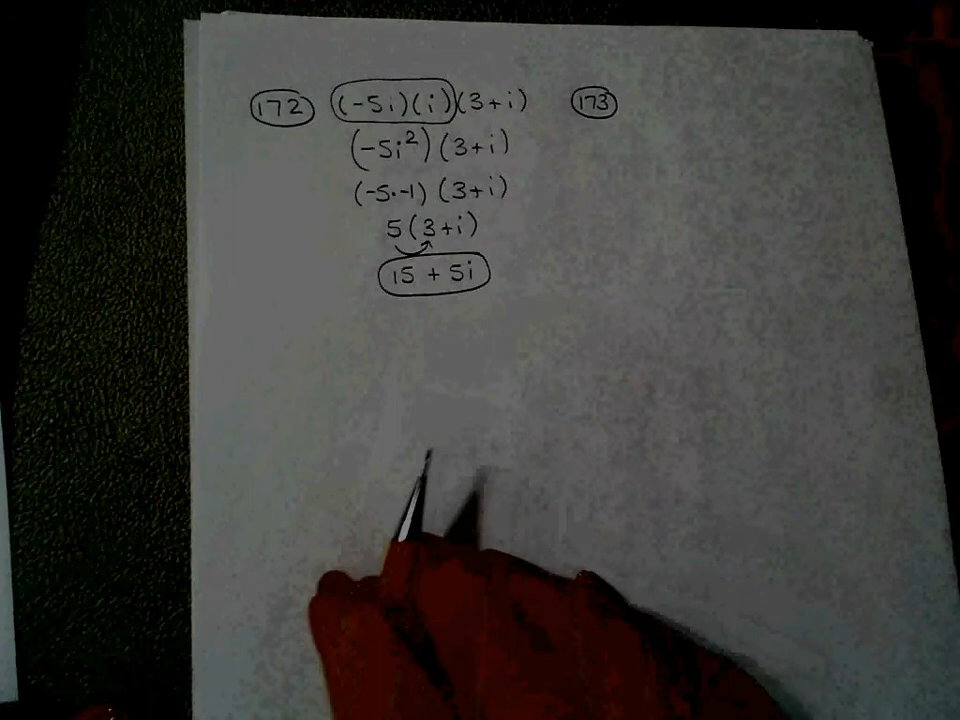 172 (-5i)(i)(3+i) 173
(-5i²)(3+i)
(-5·-1)(3+i)
5(3+i)
15 + 5i